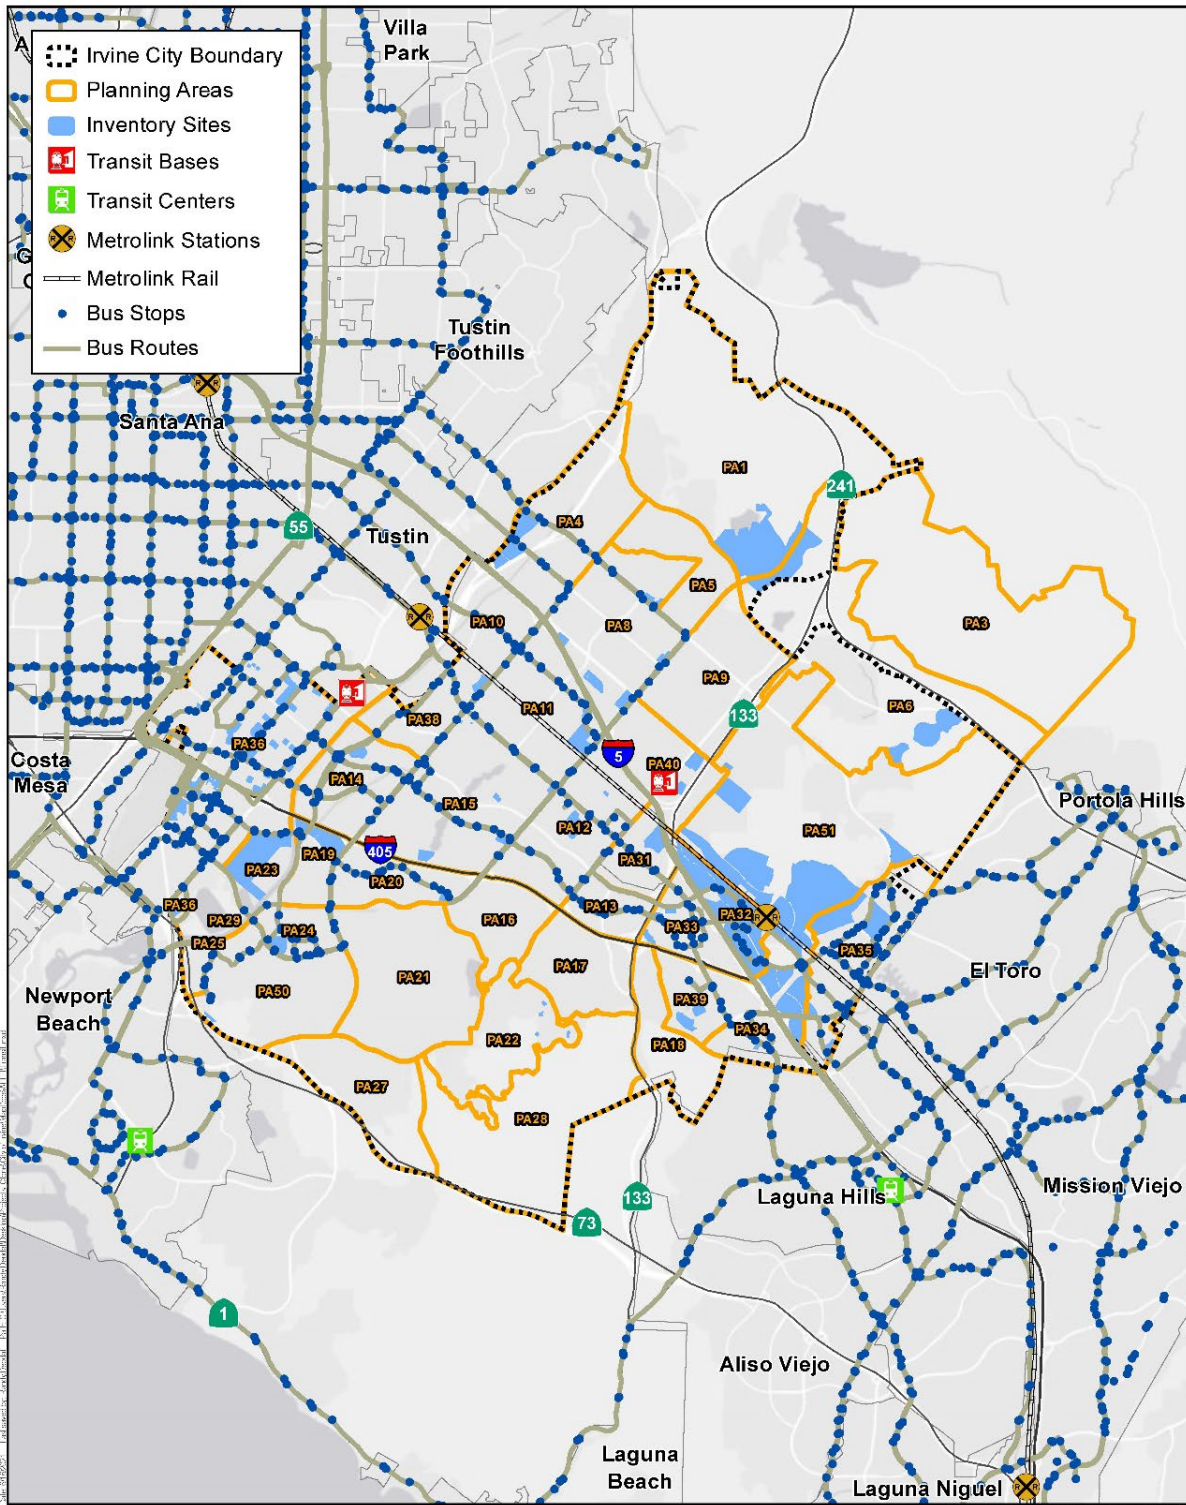 Villa
Park
A
Irvine City Boundary
Planning Areas
Inventory Sites
Transit Bases
Transit Centers
Metrolink Stations
Metrolink Rail
Bus Stops
Bus Routes
G
Tustin
Foothills
Santa Ana
PA1
241
55
PA4
Tustin
PA5
PA10
PA8
PA3
PA9
PA11
PA6
133
PA38
PA36
5
Costa
Mesa
PA40
PA14
Portola Hills
PA15
PA12
PA51
405
PA19
PA31
PA23
PA20
PA36
PA29
PA16
PA13
PA32
PA33
PA24
PA25
PA35
PA17
El Toro
PA21
PA50
Newport
Beach
PA39
PA34
PA22
PA18
PA27
PA28
Laguna Hills
Mission Viejo
133
73
1
Aliso Viejo
Laguna
Beach
Laguna Niguel